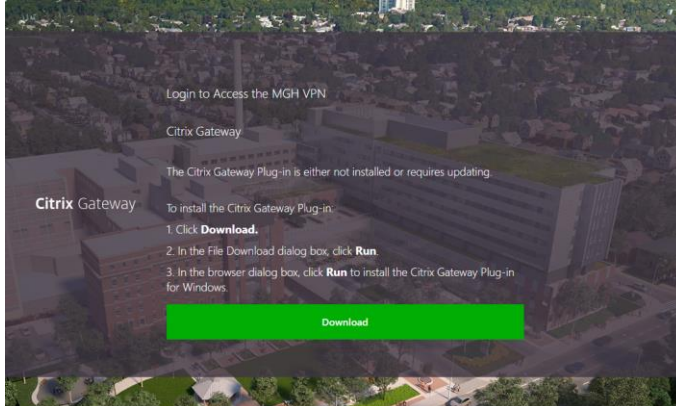 Login to Access the MGH VPN
Citrix Gateway
The Citrix Gateway Plug-in is either not installed or requires updating.
Citrix Gateway
To install the Citrix Gateway Plug-in:
1. Click Download.
2. In the File Download dialog box, click Run.
3. In the browser dialog box, click Run to install the Citrix Gateway Plug-in
for Windows.
Download